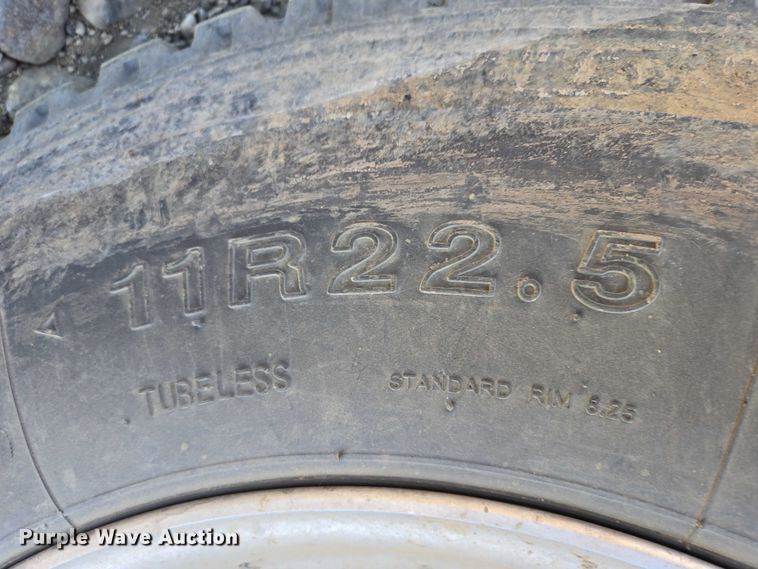 11R22.5
TUBELESS
STANDARD RIM 8.25
Purple Wave Auction